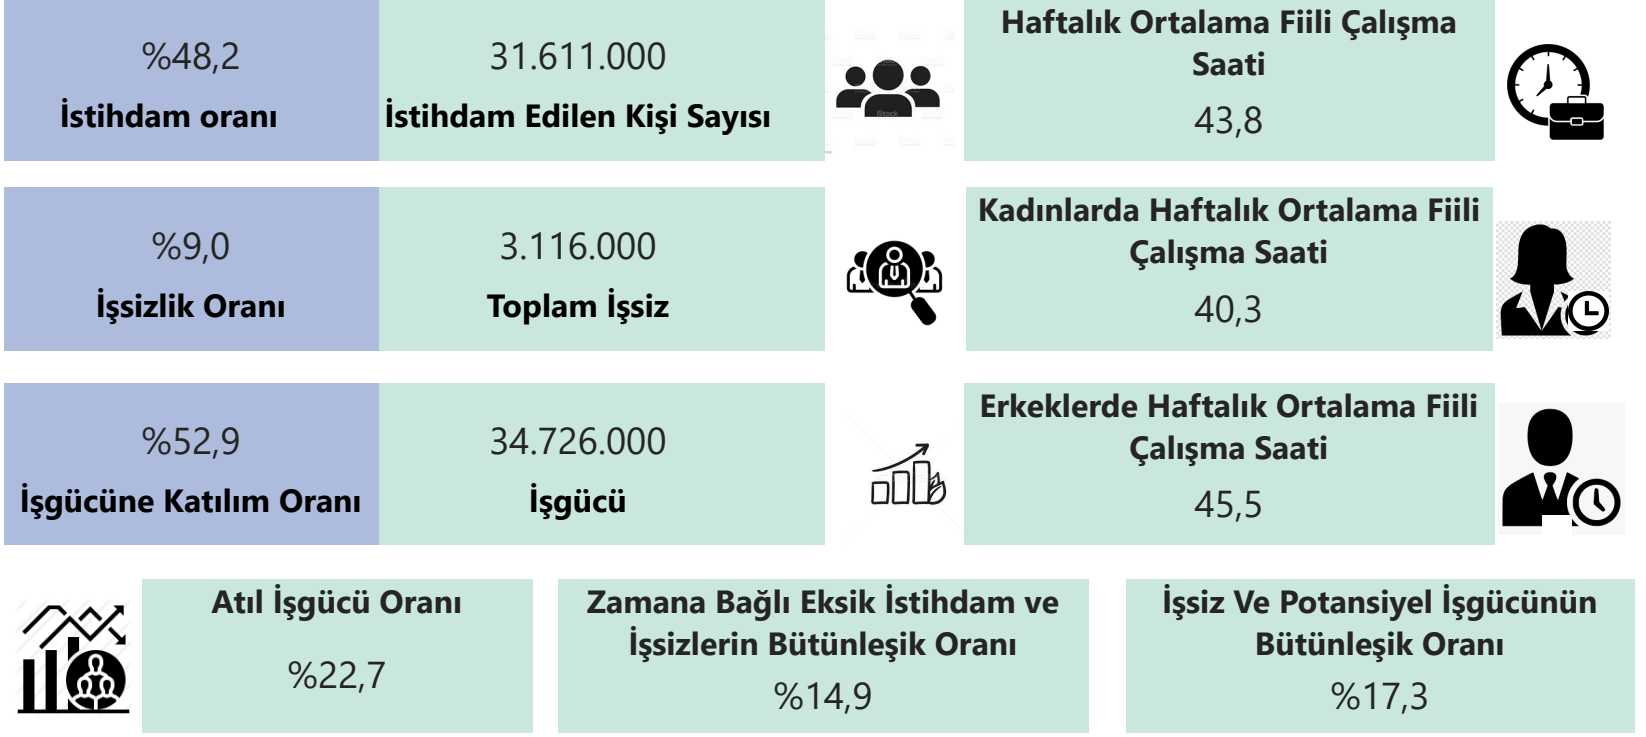 %48,2
İstihdam oranı
31.611.000
İstihdam Edilen Kişi Sayısı
iStock
Haftalık Ortalama Fiili Çalışma
Saati
43,8
%9,0
İşsizlik Oranı
3.116.000
Toplam İşsiz
Kadınlarda Haftalık Ortalama Fiili
Çalışma Saati
40,3
%52,9
İşgücüne Katılım Oranı
34.726.000
İşgücü
Erkeklerde Haftalık Ortalama Fiili
Çalışma Saati
45,5
Atıl İşgücü Oranı
%22,7
Zamana Bağlı Eksik İstihdam ve
İşsizlerin Bütünleşik Oranı
%14,9
İşsiz Ve Potansiyel İşgücünün
Bütünleşik Oranı
%17,3